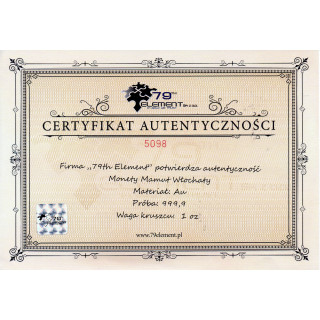 79th
ELEMENT Sp. z o.o.
CERTYFIKAT AUTENTYCZNOŚCI
5098
Firma „79th Element" potwierdza autentyczność
Monety Mamut Włochaty
Materiał: Au
Próba: 999,9
Waga kruszcu: 1 oz
www.79element.pl